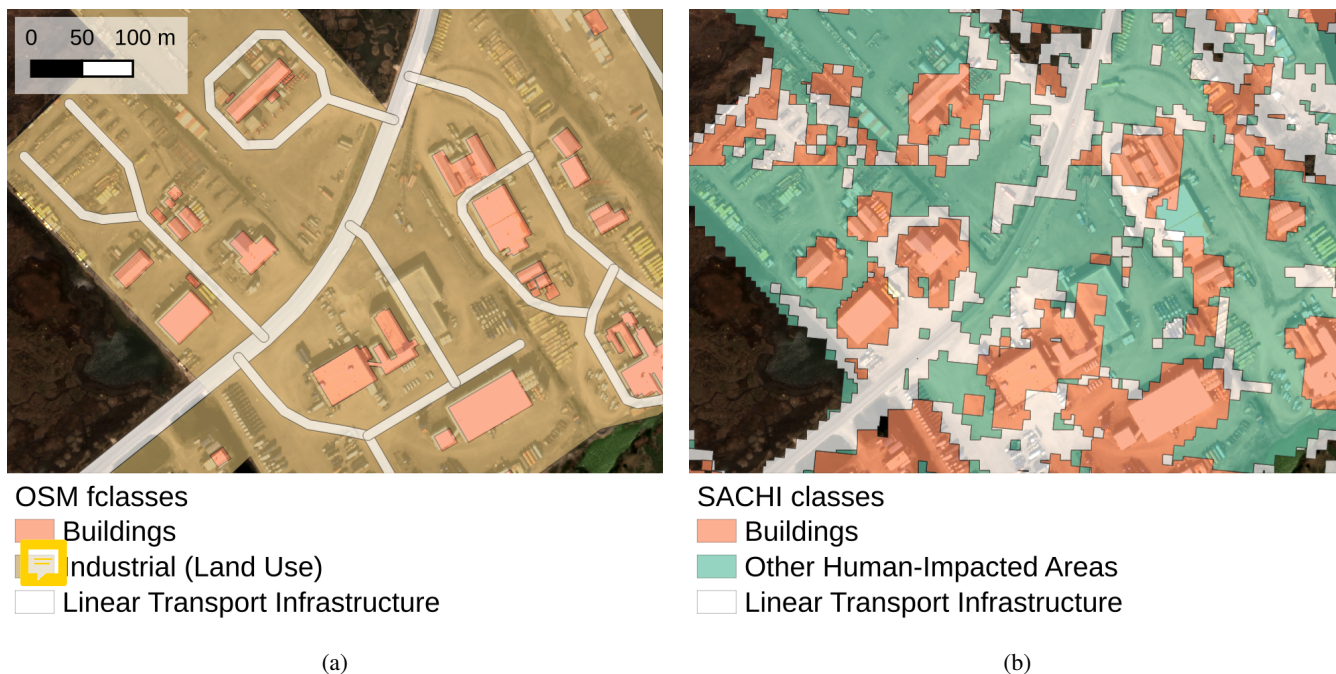 0 50 100 m
OSM fclasses
Buildings
Industrial (Land Use)
Linear Transport Infrastructure
(a)
SACHI classes
Buildings
Other Human-Impacted Areas
Linear Transport Infrastructure
(b)